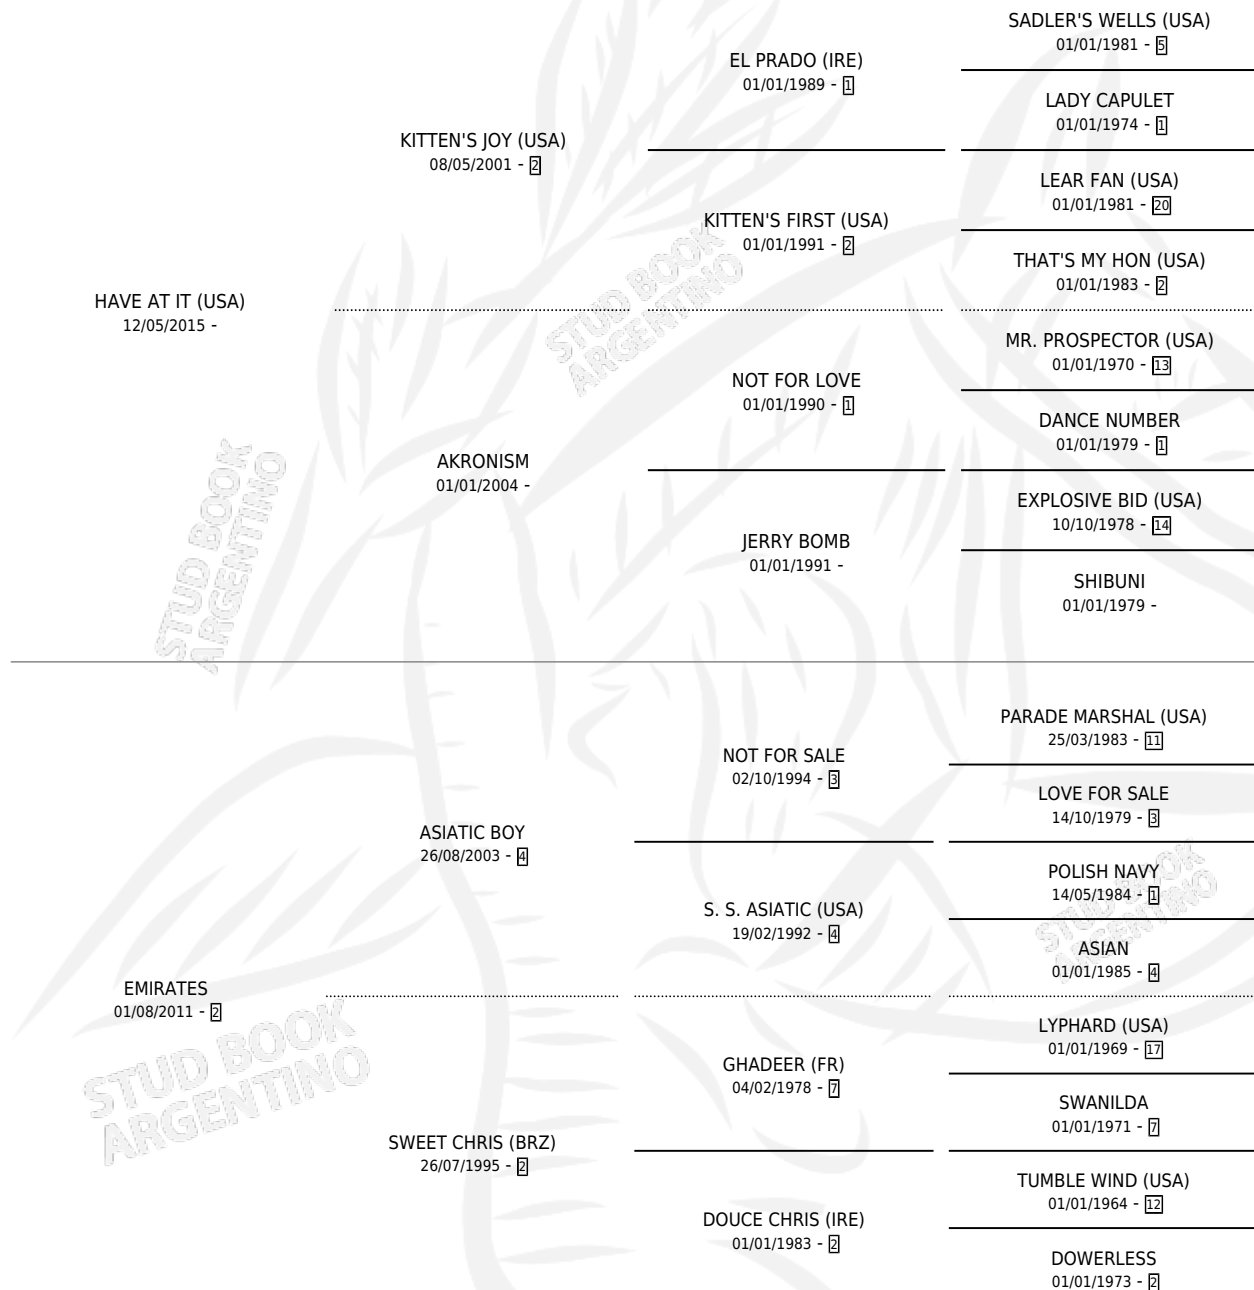 SADLER'S WELLS (USA)
01/01/1981 - 5
EL PRADO (IRE)
01/01/1989 - 1
LADY CAPULET
01/01/1974 - 1
KITTEN'S JOY (USA)
08/05/2001 - 2
LEAR FAN (USA)
01/01/1981 - 20
KITTEN'S FIRST (USA)
01/01/1991 - 2
THAT'S MY HON (USA)
01/01/1983 - 2
HAVE AT IT (USA)
12/05/2015 -
STUD BOOK
ARGENTINO
MR. PROSPECTOR (USA)
01/01/1970 - 13
NOT FOR LOVE
01/01/1990 - 1
DANCE NUMBER
01/01/1979 - 1
AKRONISM
01/01/2004 -
EXPLOSIVE BID (USA)
10/10/1978 - 14
JERRY BOMB
01/01/1991 -
SHIBUNI
01/01/1979 -
STUD BOOK
ARGENTINO
PARADE MARSHAL (USA)
25/03/1983 - 11
NOT FOR SALE
02/10/1994 - 3
LOVE FOR SALE
14/10/1979 - 3
ASIATIC BOY
26/08/2003 - 4
POLISH NAVY
14/05/1984 - 1
S. S. ASIATIC (USA)
19/02/1992 - 4
ASIAN
01/01/1985 - 4
STUD BOOK
ARGENTINO
EMIRATES
01/08/2011 - 2
LYPHARD (USA)
01/01/1969 - 17
GHADEER (FR)
04/02/1978 - 7
SWANILDA
01/01/1971 - 7
STUD BOOK
ARGENTINO
SWEET CHRIS (BRZ)
26/07/1995 - 2
TUMBLE WIND (USA)
01/01/1964 - 12
DOUCE CHRIS (IRE)
01/01/1983 - 2
DOWERLESS
01/01/1973 - 2